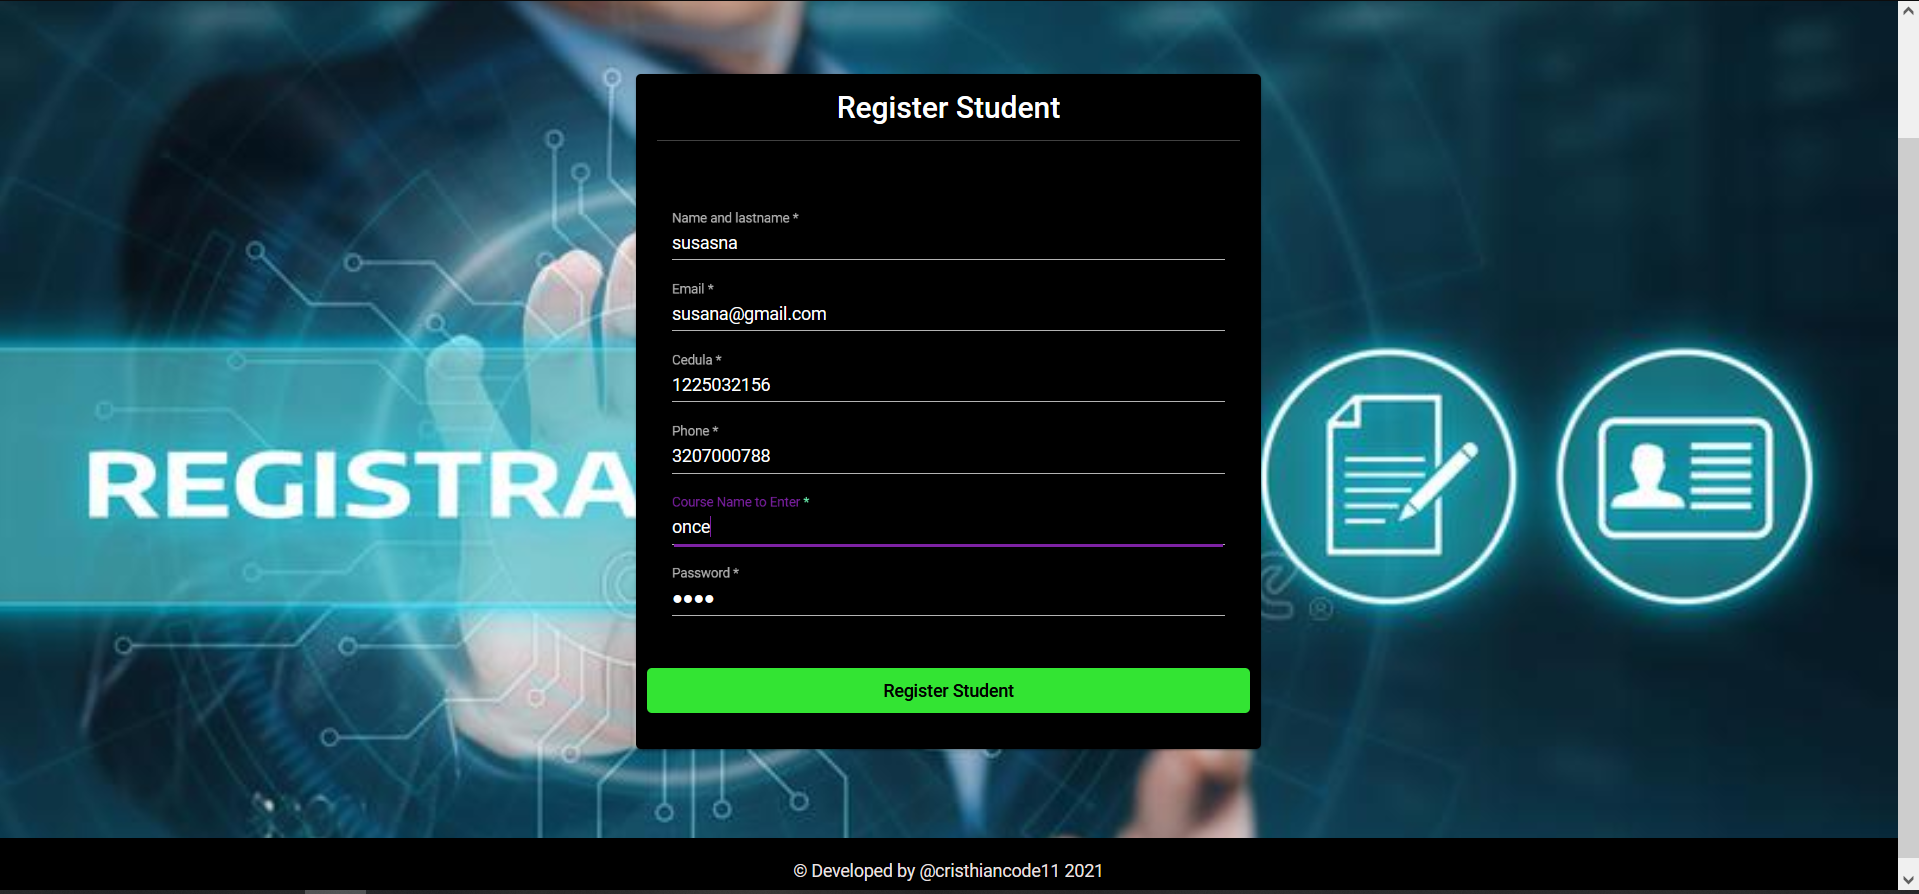 Register Student
Name and lastname *
susasna
Email *
susana@gmail.com
Cedula *
1225032156
Phone *
3207000788
Course Name to Enter *
once
Password *
●●●●
REGISTRA
Register Student
© Developed by @cristhiancode11 2021